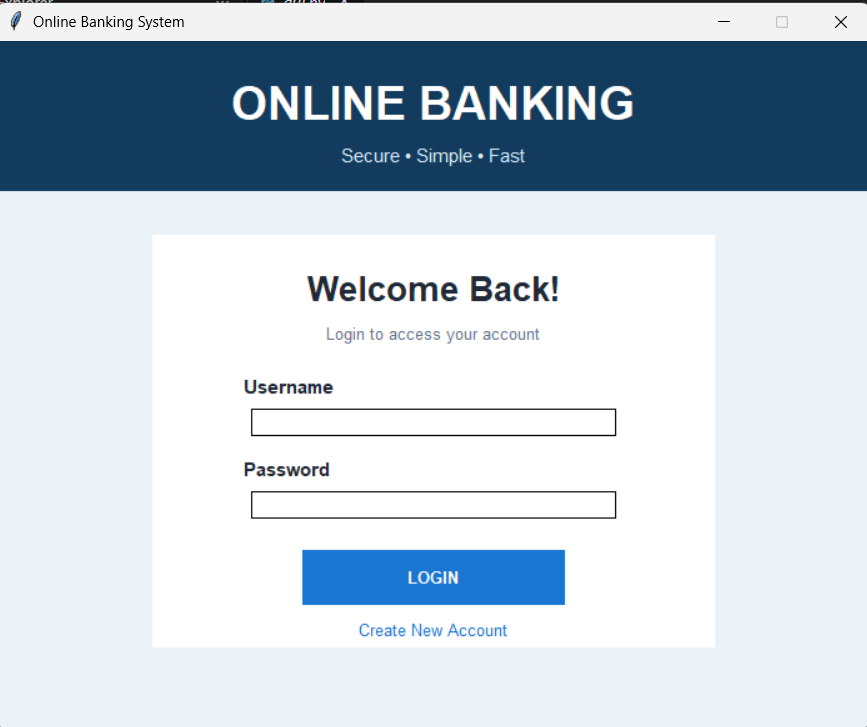 Online Banking System
ONLINE BANKING
Secure • Simple • Fast
Welcome Back!
Login to access your account
Username
Password
LOGIN
Create New Account